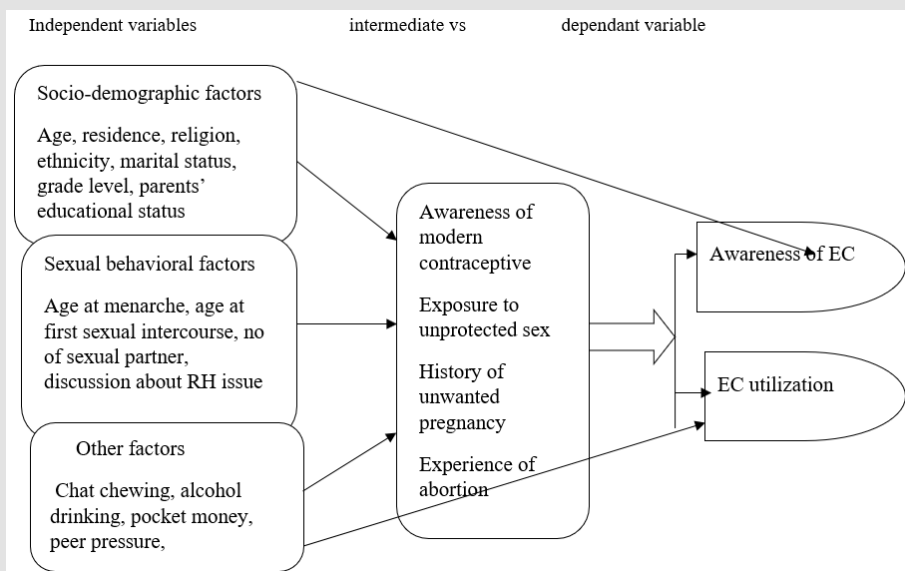 Independent variables intermediate vs dependant variable
Socio-demographic factors
Age, residence, religion,
ethnicity, marital status,
grade level, parents'
educational status
Sexual behavioral factors
Age at menarche, age at
first sexual intercourse, no
of sexual partner,
discussion about RH issue
Other factors
Chat chewing, alcohol
drinking, pocket money,
peer pressure,
Awareness of
modern
contraceptive
Exposure to
unprotected sex
History of
unwanted
pregnancy
Experience of
abortion
Awareness of EC
EC utilization